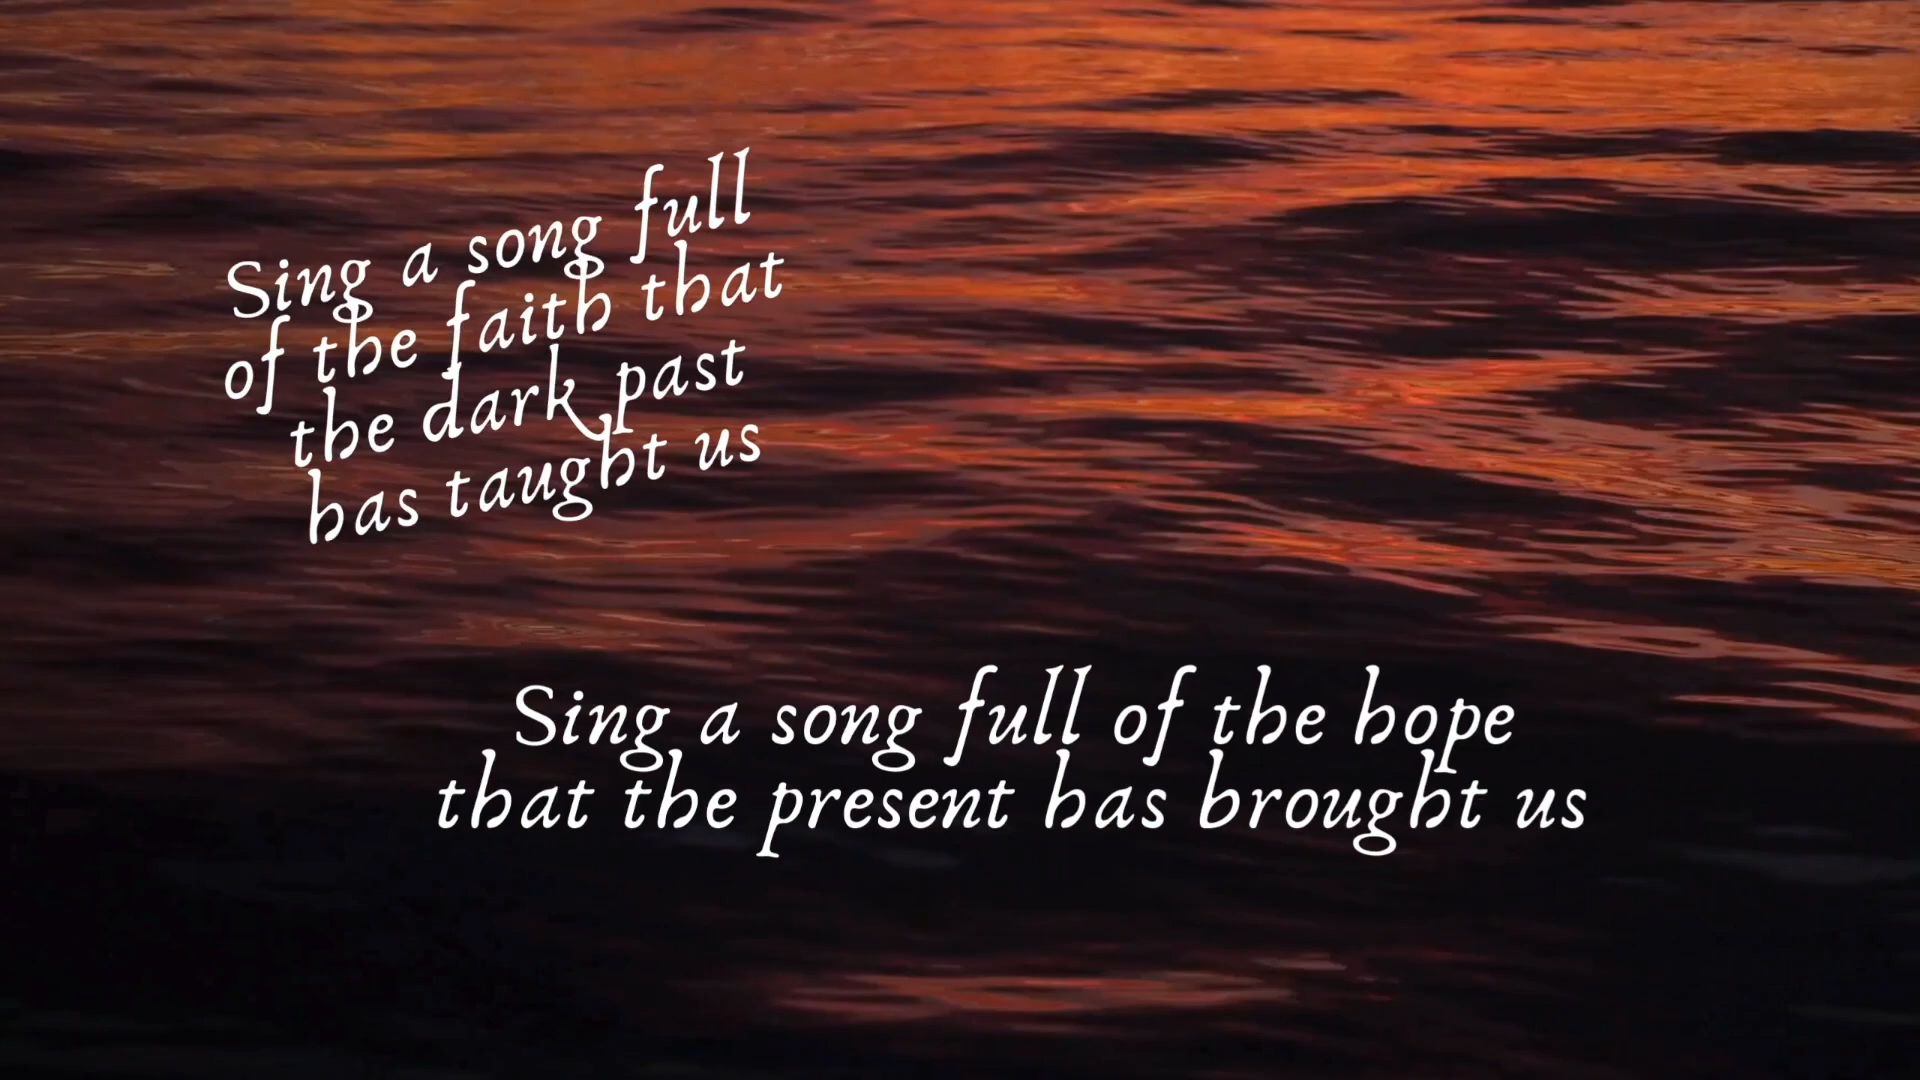 Sing a song full
of the faith that
the dark past
has taught us
Sing a song full of the hope
that the present has brought us